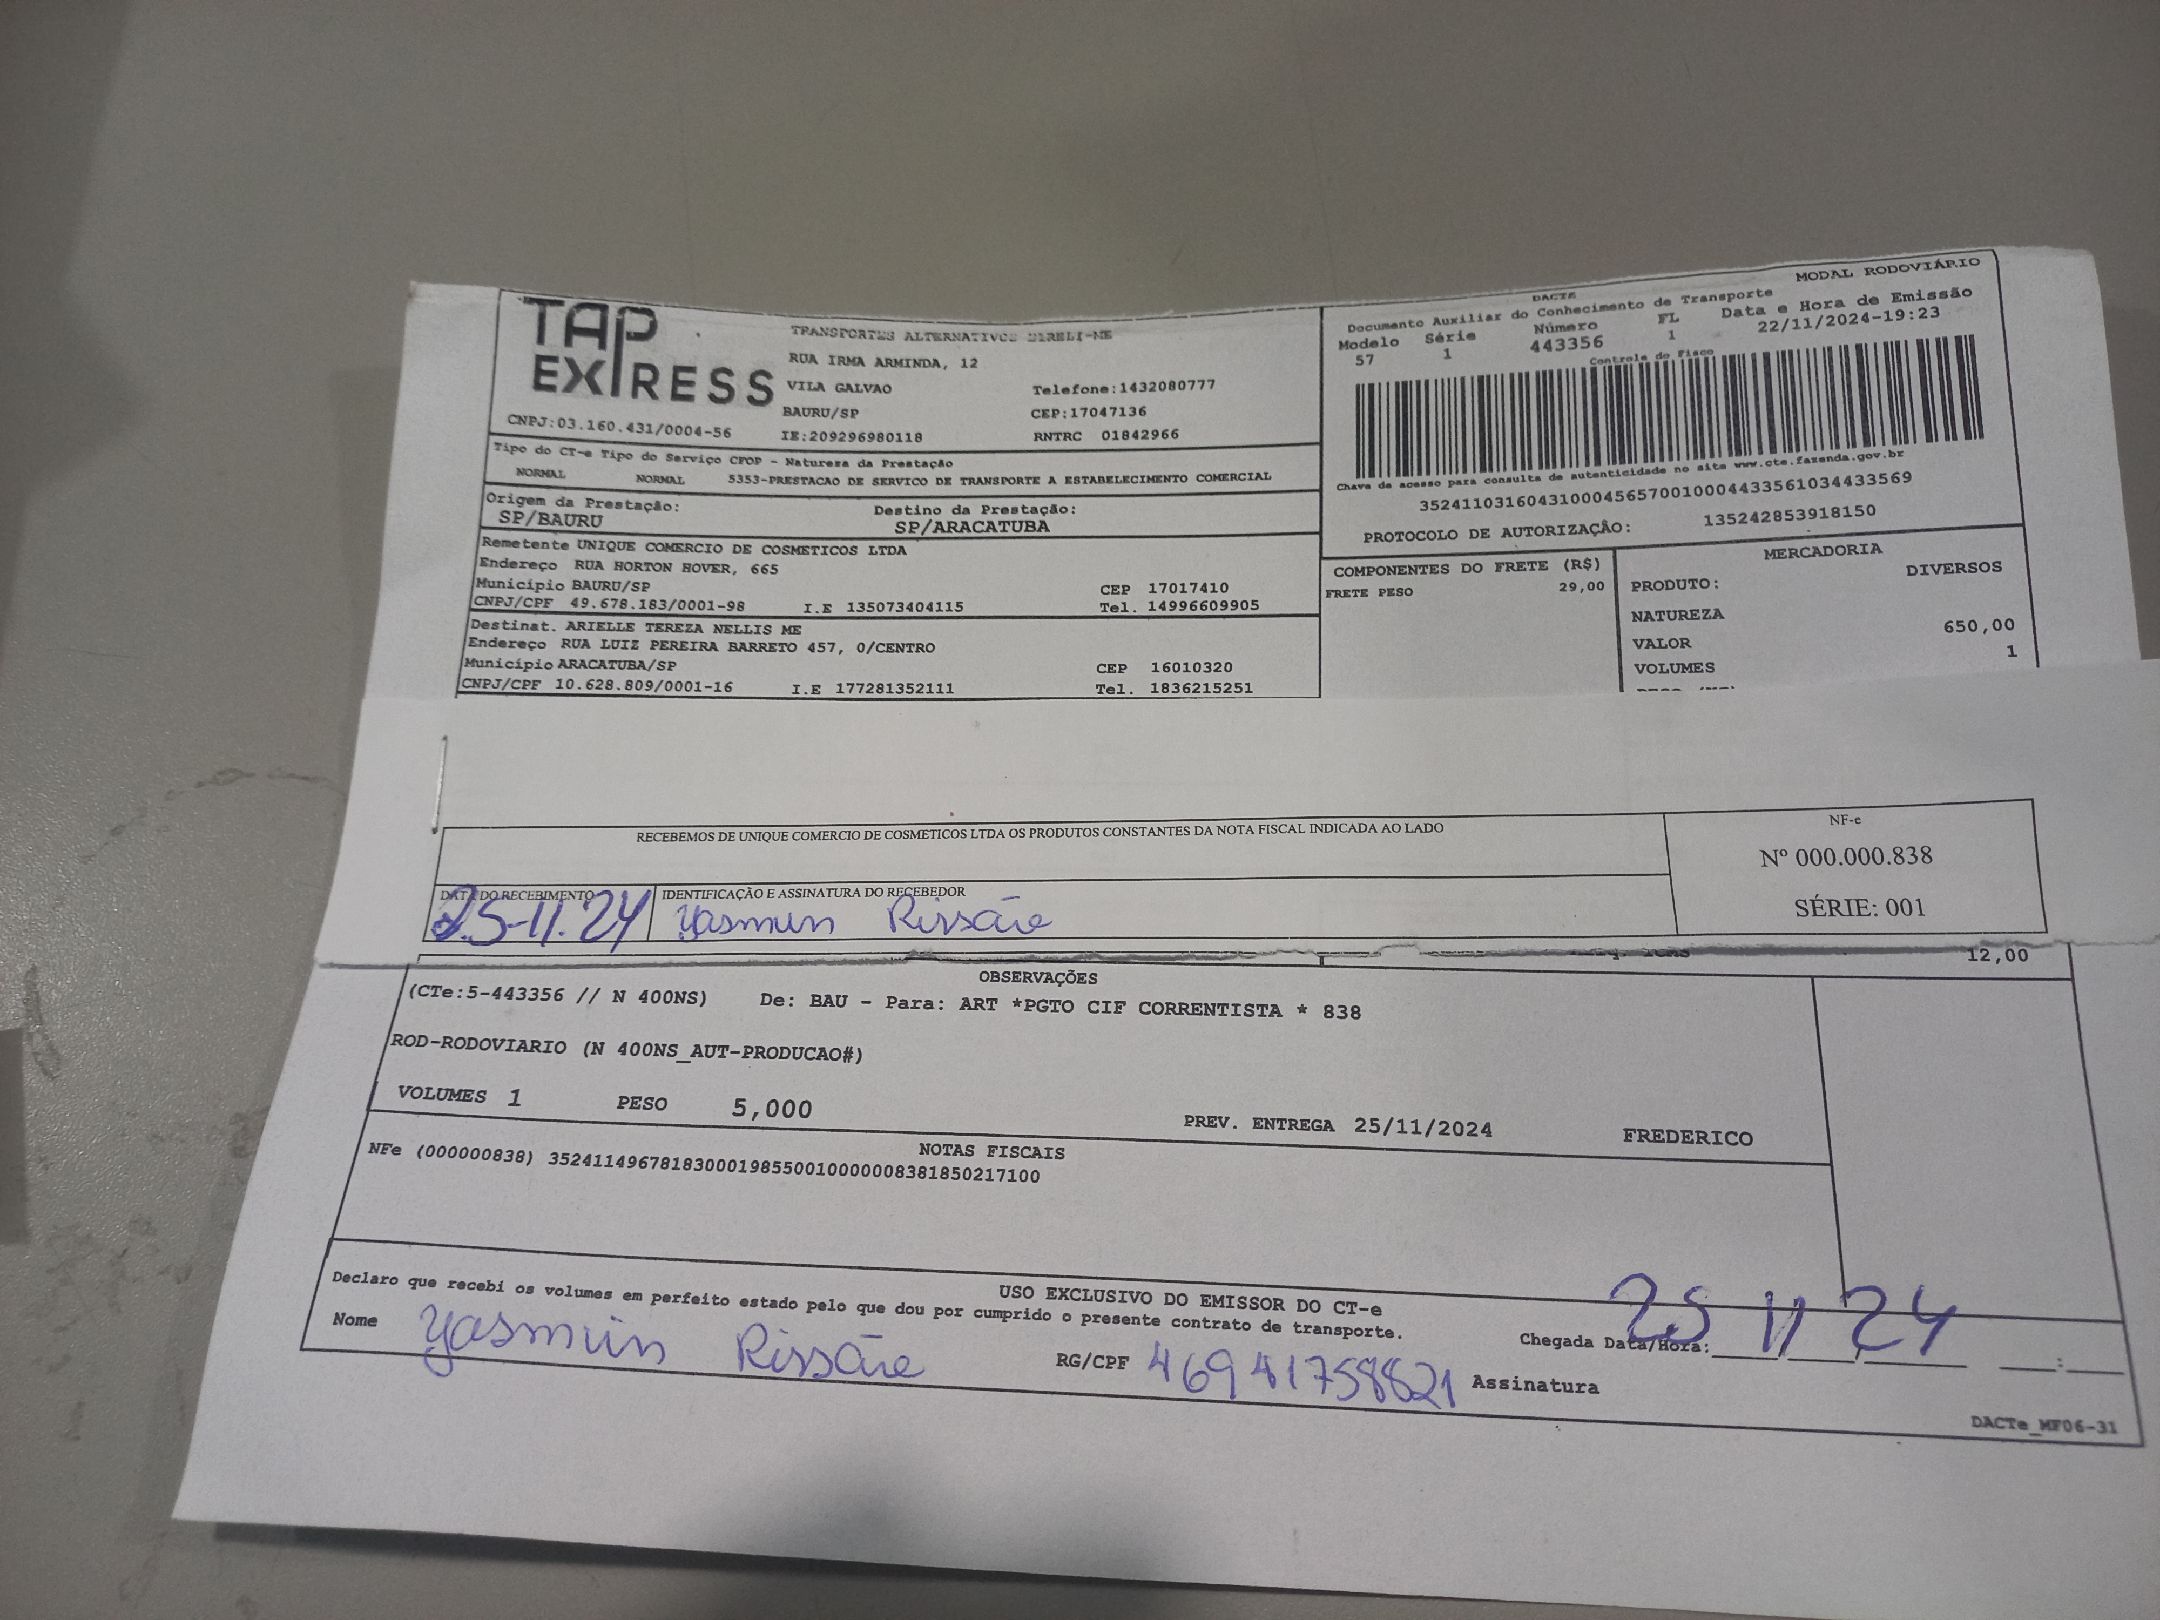 TAP
EXPRESS
CNPJ:03.160.431/0004-56
TRANSPORTES ALTERNATIVOS EIRELI-ME
RUA IRMA ARMINDA, 12
VILA GALVAO Telefone:1432080777
BAURU/SP CEP:17047136
IE:209296980118 RNTRC 01842966
MODAL RODOVIÁRIO
DACTE
Documento Auxiliar do Conhecimento de Transporte
Modelo Série Número FL Data e Hora de Emissão
57 1 443356 1 22/11/2024-19:23
Controle do Fisco
Chave de acesso para consulta de autenticidade no site www.cte.fazenda.gov.br
35241103160431000456570010004433561034433569
PROTOCOLO DE AUTORIZAÇÃO: 135242853918150
Tipo do CT-e Tipo do Serviço CFOP - Natureza da Prestação
NORMAL NORMAL 5353-PRESTACAO DE SERVICO DE TRANSPORTE A ESTABELECIMENTO COMERCIAL
Origem da Prestação: Destino da Prestação:
SP/BAURU SP/ARACATUBA
Remetente UNIQUE COMERCIO DE COSMETICOS LTDA
Endereço RUA HORTON HOVER, 665
Município BAURU/SP CEP 17017410
CNPJ/CPF 49.678.183/0001-98 I.E 135073404115 Tel. 14996609905
Destinat. ARIELLE TEREZA NELLIS ME
Endereço RUA LUIZ PEREIRA BARRETO 457, 0/CENTRO
Município ARACATUBA/SP CEP 16010320
CNPJ/CPF 10.628.809/0001-16 I.E 177281352111 Tel. 1836215251
COMPONENTES DO FRETE (R$)
FRETE PESO 29,00
MERCADORIA
PRODUTO: DIVERSOS
NATUREZA
VALOR 650,00
VOLUMES 1
RECEBEMOS DE UNIQUE COMERCIO DE COSMETICOS LTDA OS PRODUTOS CONSTANTES DA NOTA FISCAL INDICADA AO LADO
NF-e
Nº 000.000.838
SÉRIE: 001
DATA DO RECEBIMENTO IDENTIFICAÇÃO E ASSINATURA DO RECEBEDOR
25-11.24 Yasmin Rissão
12,00
OBSERVAÇÕES
(CTe:5-443356 // N 400NS) De: BAU - Para: ART *PGTO CIF CORRENTISTA * 838
ROD-RODOVIARIO (N 400NS_AUT-PRODUCAO#)
VOLUMES 1 PESO 5,000 PREV. ENTREGA 25/11/2024 FREDERICO
NOTAS FISCAIS
NFe (000000838) 35241149678183000198550010000008381850217100
USO EXCLUSIVO DO EMISSOR DO CT-e
Declaro que recebi os volumes em perfeito estado pelo que dou por cumprido o presente contrato de transporte.
Nome Yasmin Rissão RG/CPF 46941758821 Assinatura
Chegada Data/Hora: 25 11 24
DACTe_MF06-31